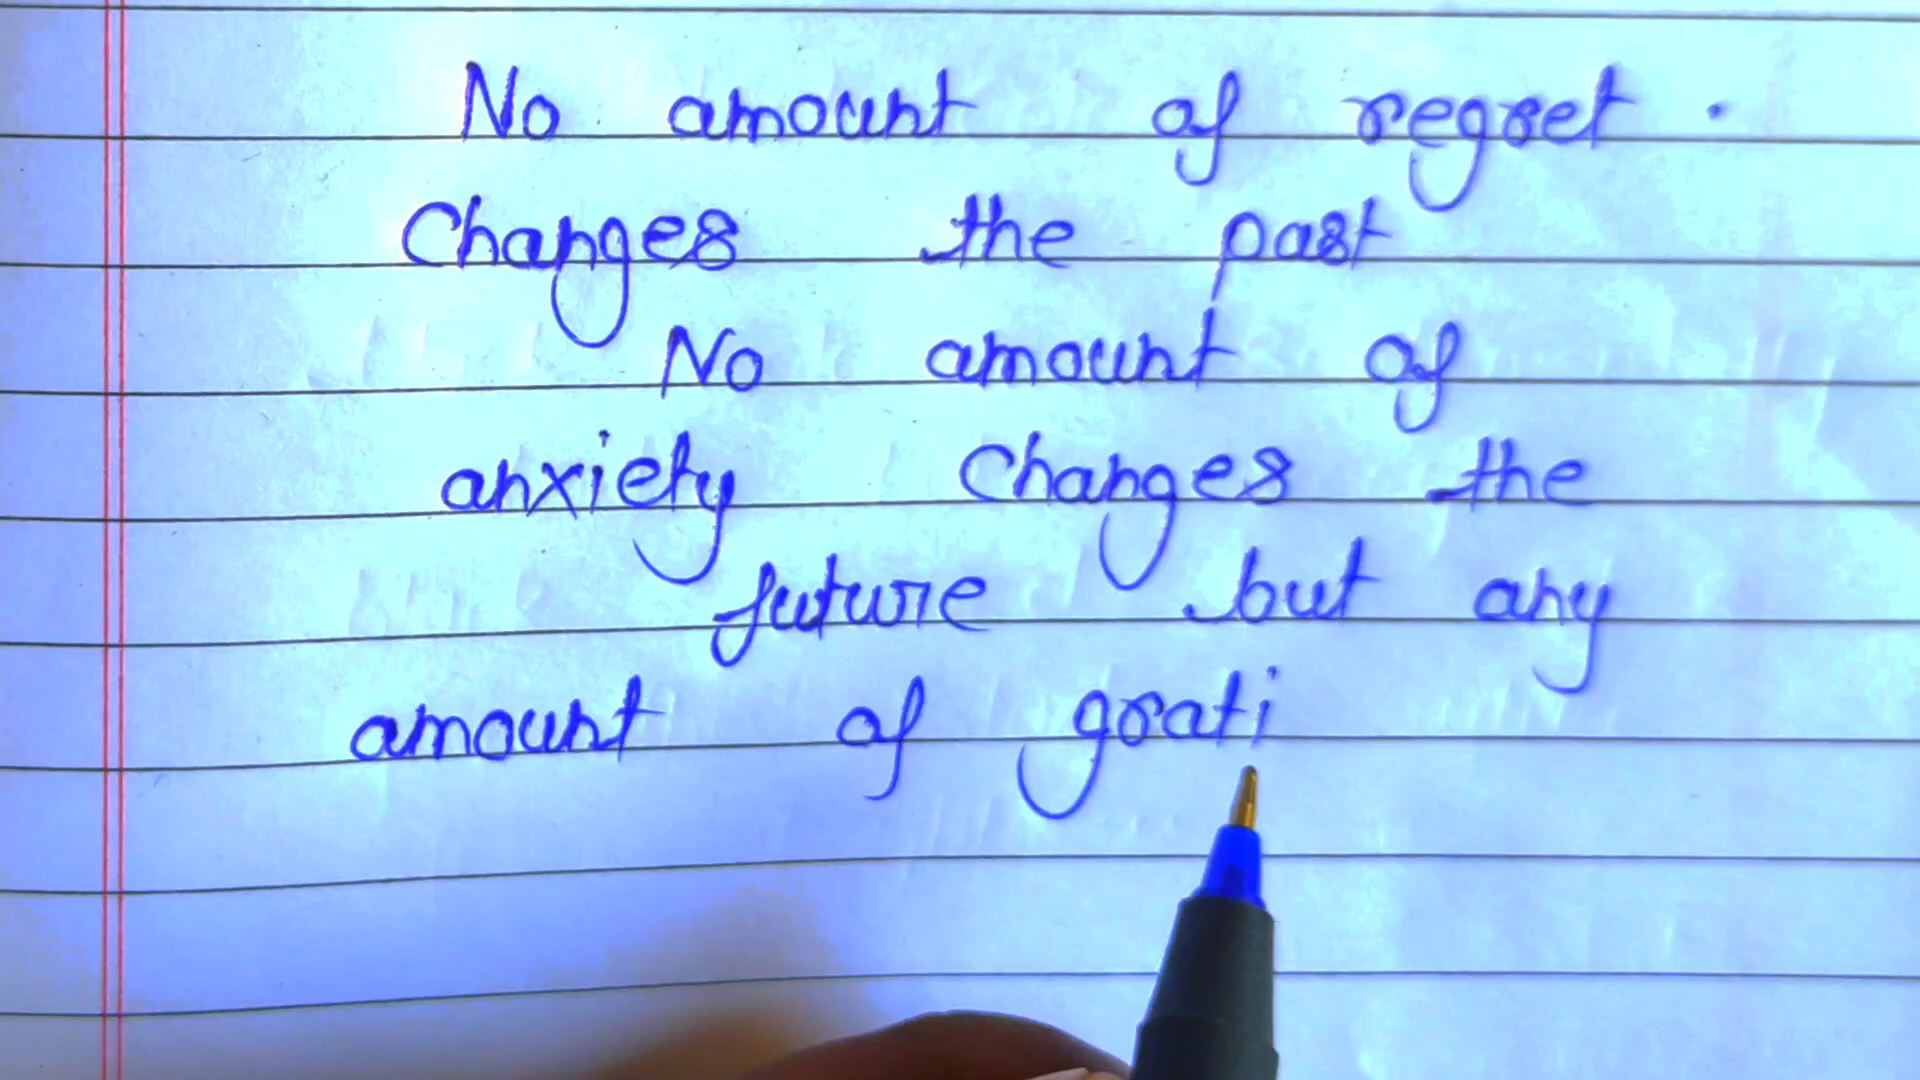 No amount of regret.
Changes the past
No amount of
anxiety Changes the
future but any
amount of grati